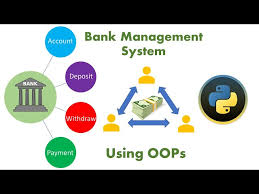 Account
Bank Management
System
Deposit
BANK
Withdraw
Payment
Using OOPs